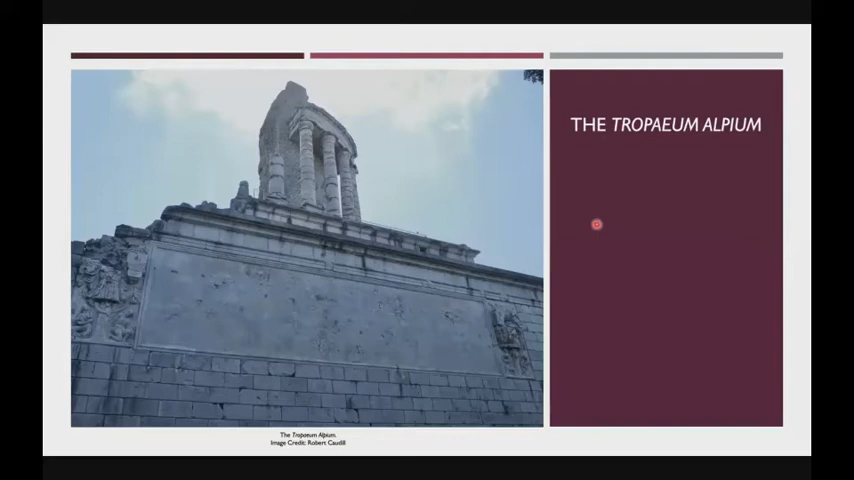 THE TROPAEUM ALPIUM
The Tropaeum Alpium.
Image Credit: Robert Caudill